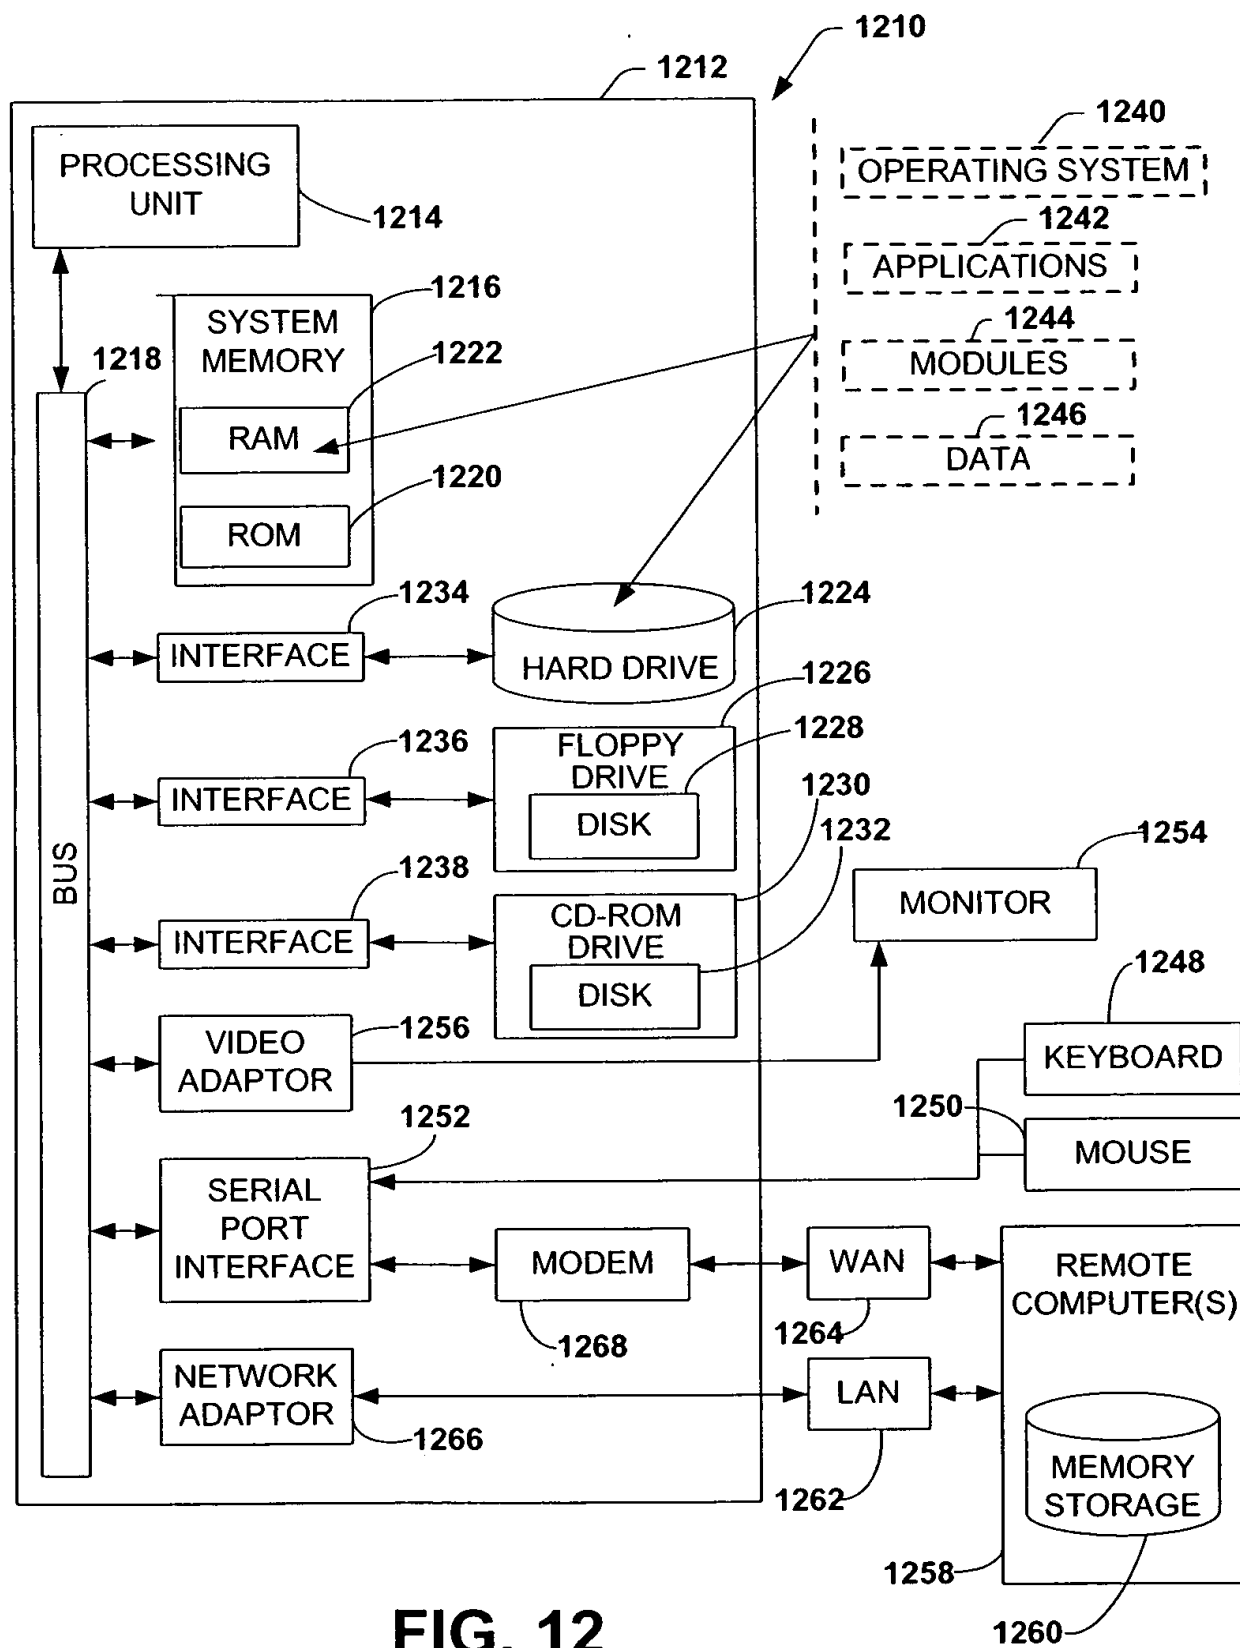 1210
1212
1240
PROCESSING
UNIT
OPERATING SYSTEM
1214
1242
APPLICATIONS
1216
SYSTEM
MEMORY
1244
MODULES
1218
1222
RAM
1246
DATA
1220
ROM
1234
1224
INTERFACE
HARD DRIVE
1226
1236
1228
FLOPPY
DRIVE
INTERFACE
DISK
1230
1232
1254
BUS
1238
MONITOR
CD-ROM
DRIVE
INTERFACE
DISK
1248
1256
VIDEO
ADAPTOR
KEYBOARD
1252
1250
MOUSE
SERIAL
PORT
INTERFACE
MODEM
WAN
REMOTE
COMPUTER(S)
1268
1264
NETWORK
ADAPTOR
LAN
1266
1262
MEMORY
STORAGE
1258
1260
FIG. 12